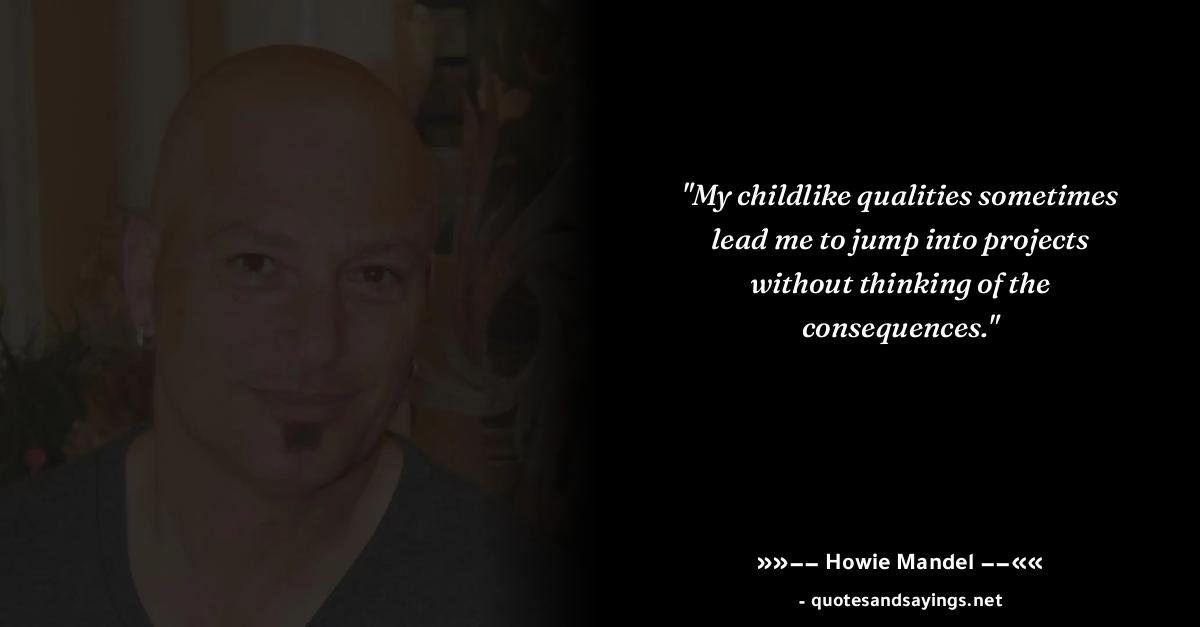 "My childlike qualities sometimes
lead me to jump into projects
without thinking of the
consequences."
»»–– Howie Mandel ––««
- quotesandsayings.net